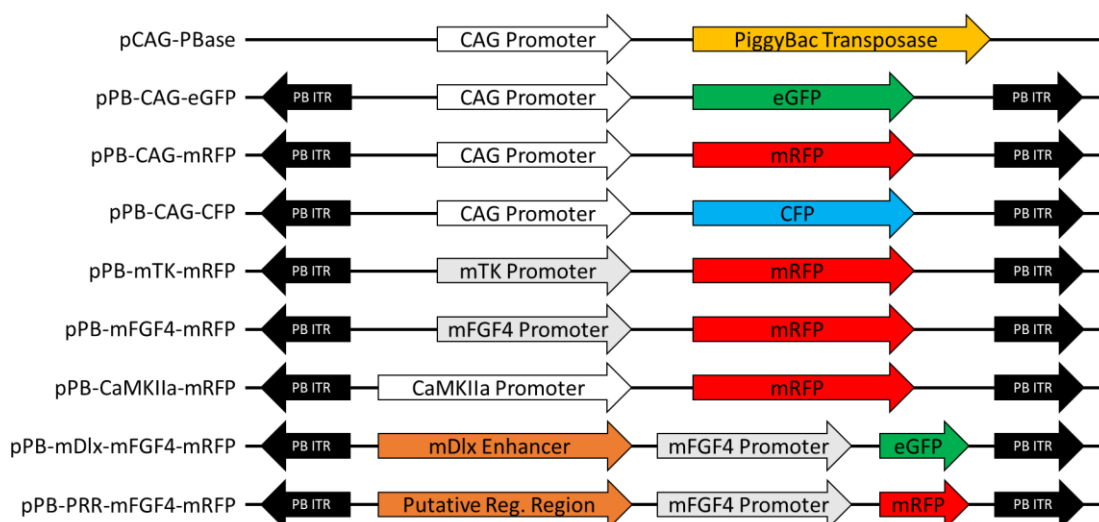 pCAG-PBase CAG Promoter PiggyBac Transposase
pPB-CAG-eGFP PB ITR CAG Promoter eGFP PB ITR
pPB-CAG-mRFP PB ITR CAG Promoter mRFP PB ITR
pPB-CAG-CFP PB ITR CAG Promoter CFP PB ITR
pPB-mTK-mRFP PB ITR mTK Promoter mRFP PB ITR
pPB-mFGF4-mRFP PB ITR mFGF4 Promoter mRFP PB ITR
pPB-CaMKIIa-mRFP PB ITR CaMKIIa Promoter mRFP PB ITR
pPB-mDlx-mFGF4-mRFP PB ITR mDlx Enhancer mFGF4 Promoter eGFP PB ITR
pPB-PRR-mFGF4-mRFP PB ITR Putative Reg. Region mFGF4 Promoter mRFP PB ITR